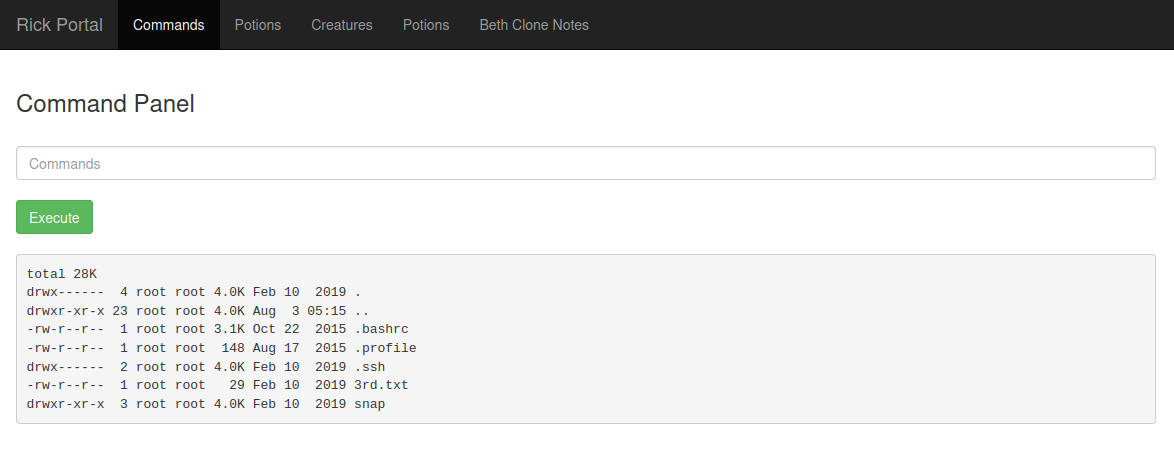 Rick Portal Commands Potions Creatures Potions Beth Clone Notes
Command Panel
Commands
Execute
total 28K
drwx------  4 root root 4.0K Feb 10  2019 .
drwxr-xr-x 23 root root 4.0K Aug  3 05:15 ..
-rw-r--r--  1 root root 3.1K Oct 22  2015 .bashrc
-rw-r--r--  1 root root  148 Aug 17  2015 .profile
drwx------  2 root root 4.0K Feb 10  2019 .ssh
-rw-r--r--  1 root root   29 Feb 10  2019 3rd.txt
drwxr-xr-x  3 root root 4.0K Feb 10  2019 snap